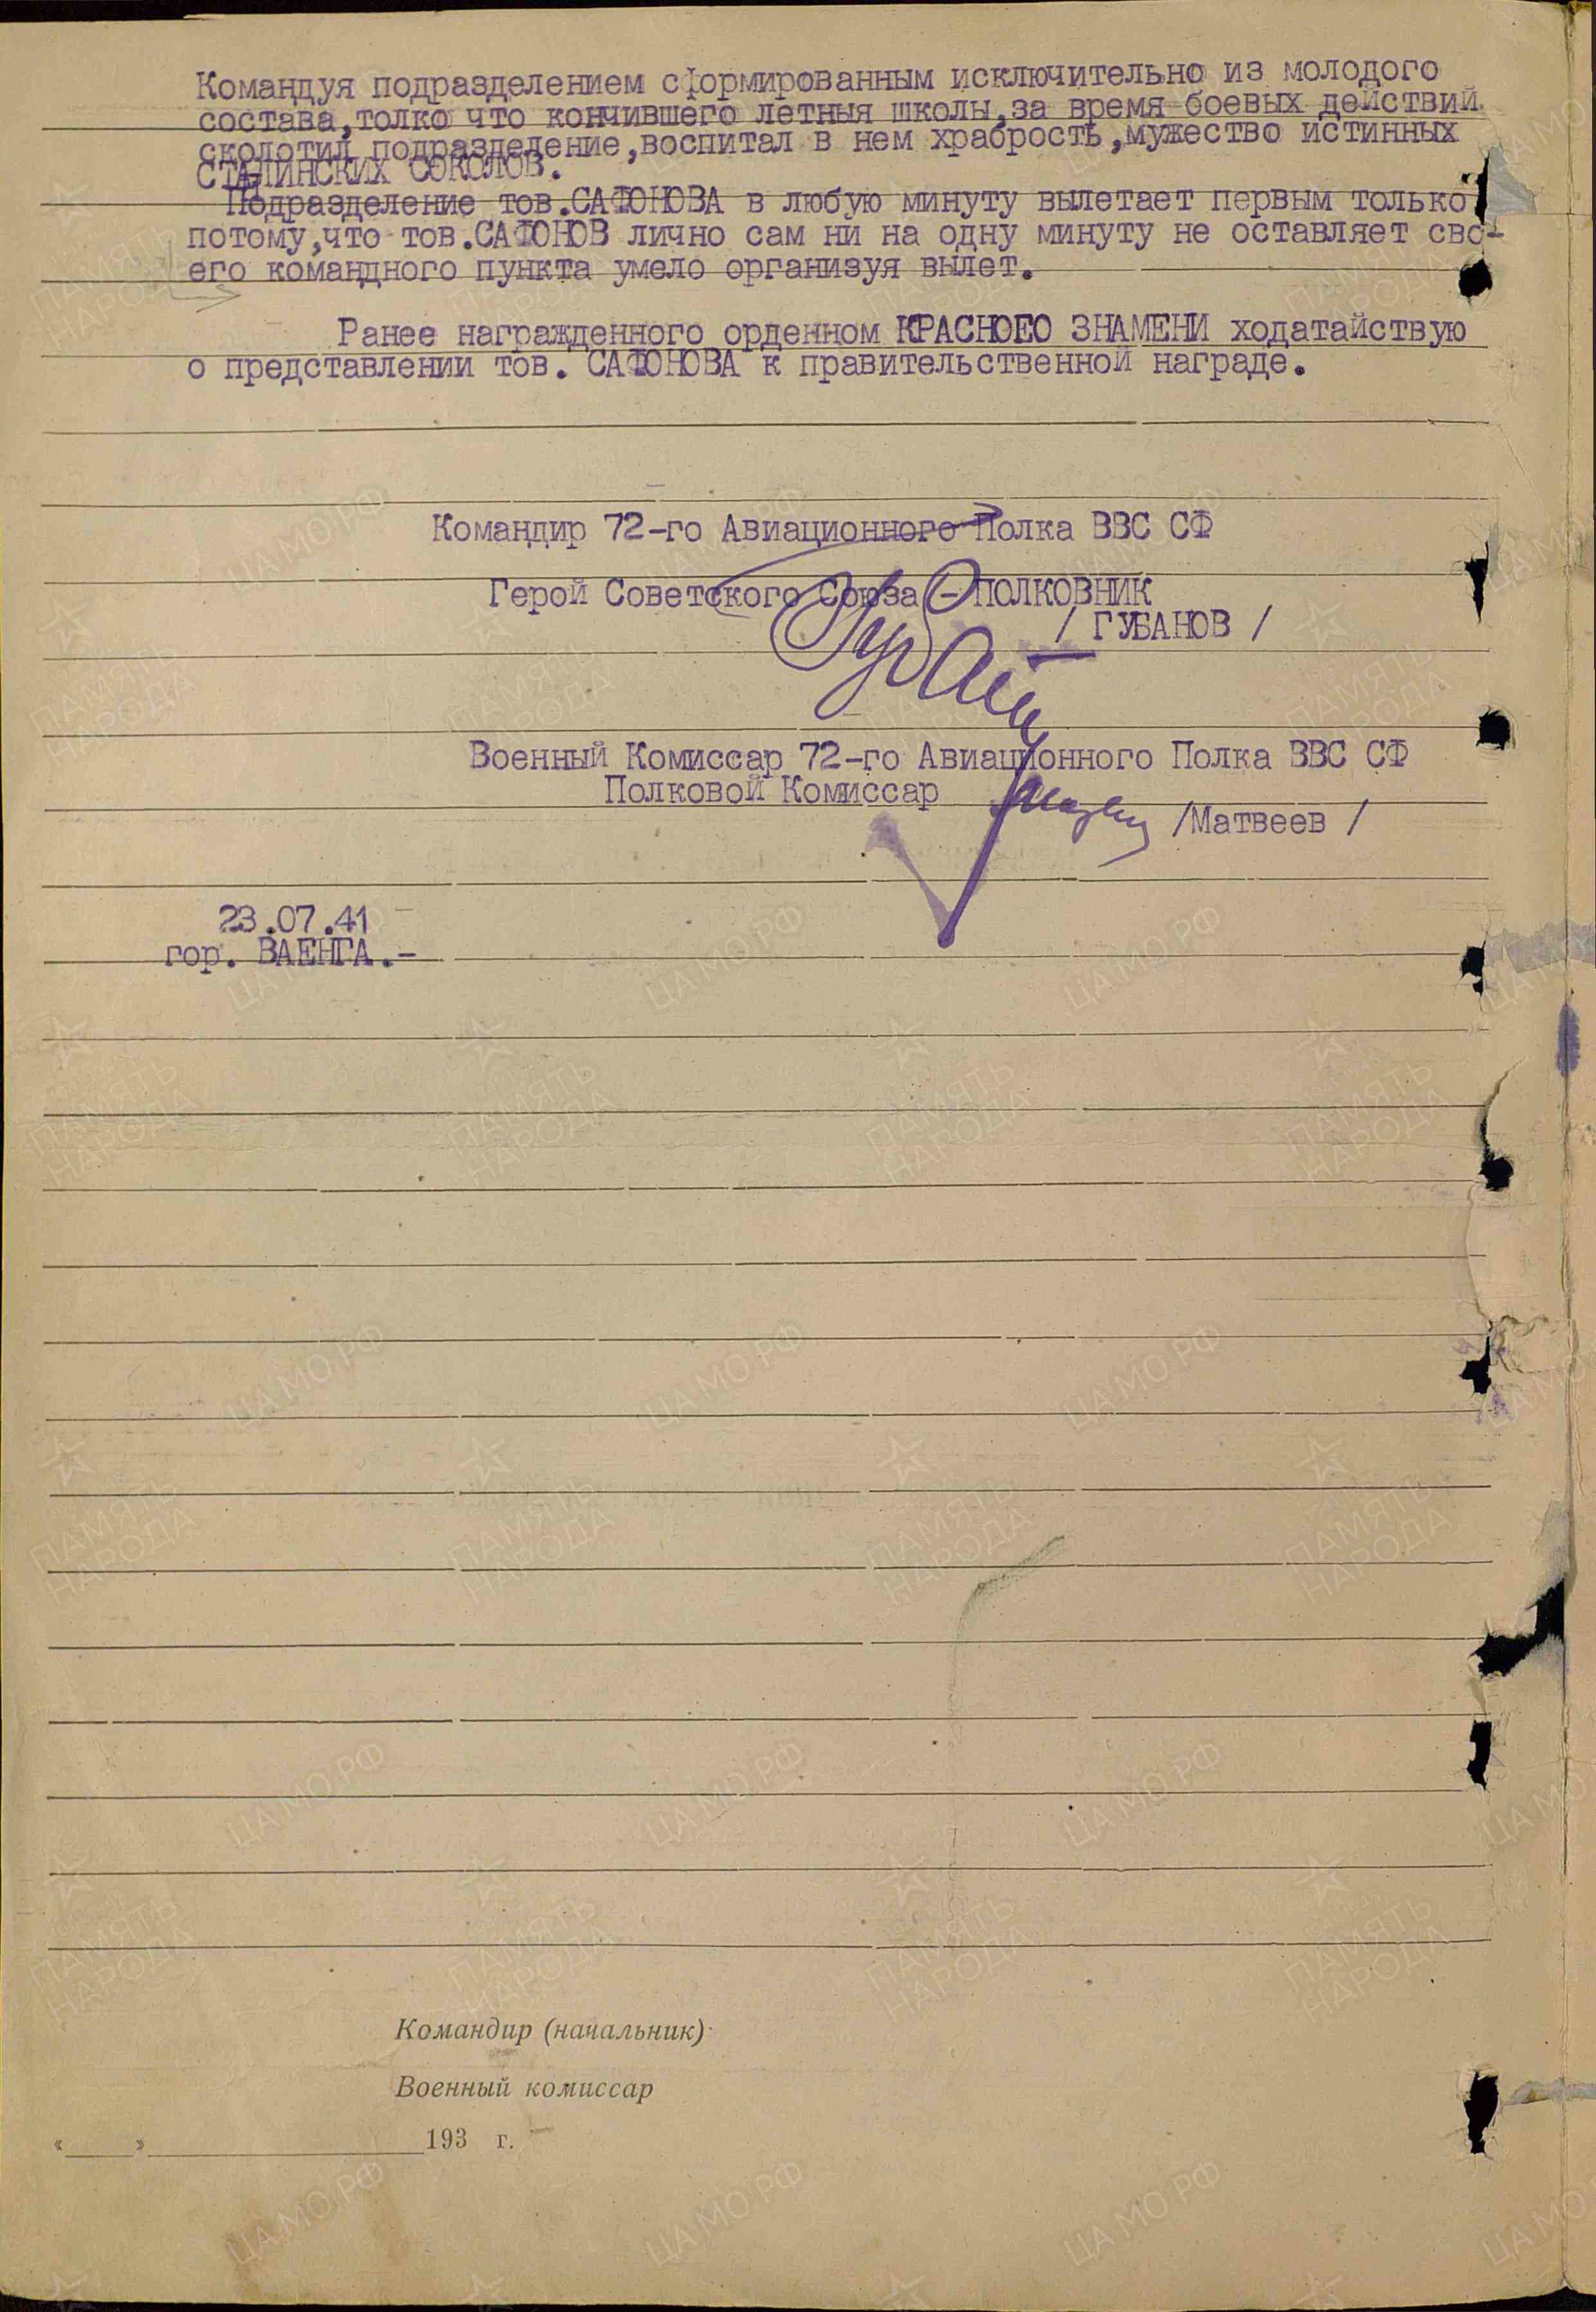 Командуя подразделением сформированным исключительно из молодого
состава,толко что кончившего летныя школы,за время боевых действий
сколотил подразделение,воспитал в нем храбрость,мужество истинных
СТАЛИНСКИХ СОКОЛОВ.
Подразделение тов.САФОНОВА в любую минуту вылетает первым только
потому,что тов.САФОНОВ лично сам ни на одну минуту не оставляет сво-
его командного пункта умело организуя вылет.
Ранее награжденного орденном КРАСНОЕО ЗНАМЕНИ ходатайствую
о представлении тов. САФОНОВА к правительственной награде.
Командир 72-го Авиационного Полка ВВС СФ
Герой Советского Союза - ПОЛКОВНИК
/ ГУБАНОВ /
Военный Комиссар 72-го Авиационного Полка ВВС СФ
Полковой Комиссар
/Матвеев /
23.07.41
гор. ВАЕНГА.-
Командир (начальник)
Военный комиссар
«____»____________193 г.